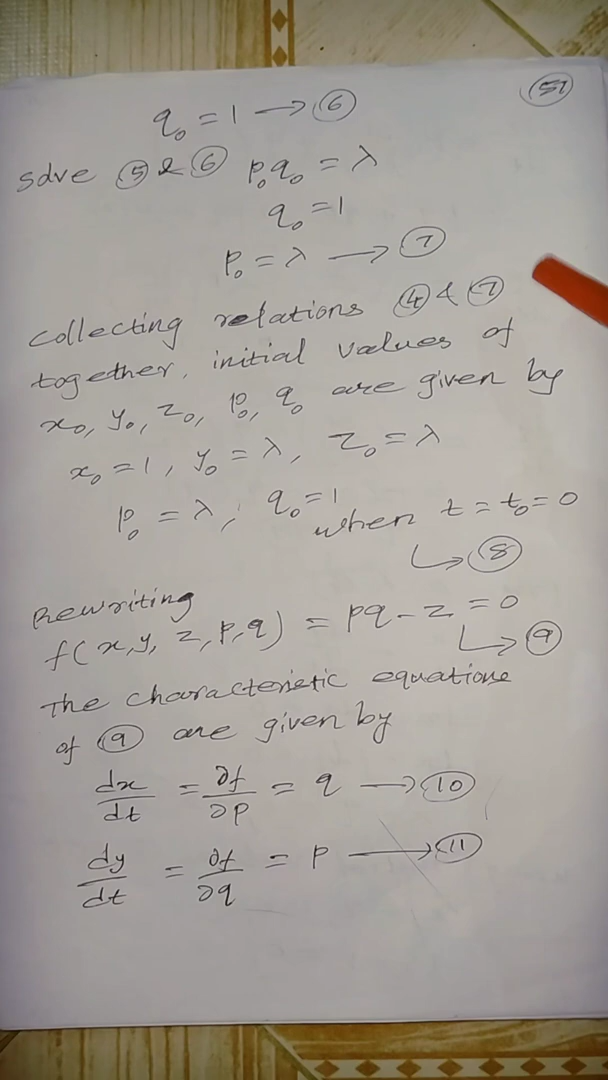 (51)
q₀ = 1 → (6)
Solve (5) & (6) p₀q₀ = λ
q₀ = 1
p₀ = λ → (7)
Collecting relations (4) & (7)
together, initial values of
x₀, y₀, z₀, p₀, q₀ are given by
x₀ = 1, y₀ = λ, z₀ = λ
p₀ = λ, q₀ = 1
when t = t₀ = 0
↳ (8)
Rewriting
f(x, y, z, p, q) = pq - z = 0
↳ (9)
The characteristic equations
of (9) are given by
dx/dt = ∂f/∂p = q → (10)
dy/dt = ∂f/∂q = p → (11)